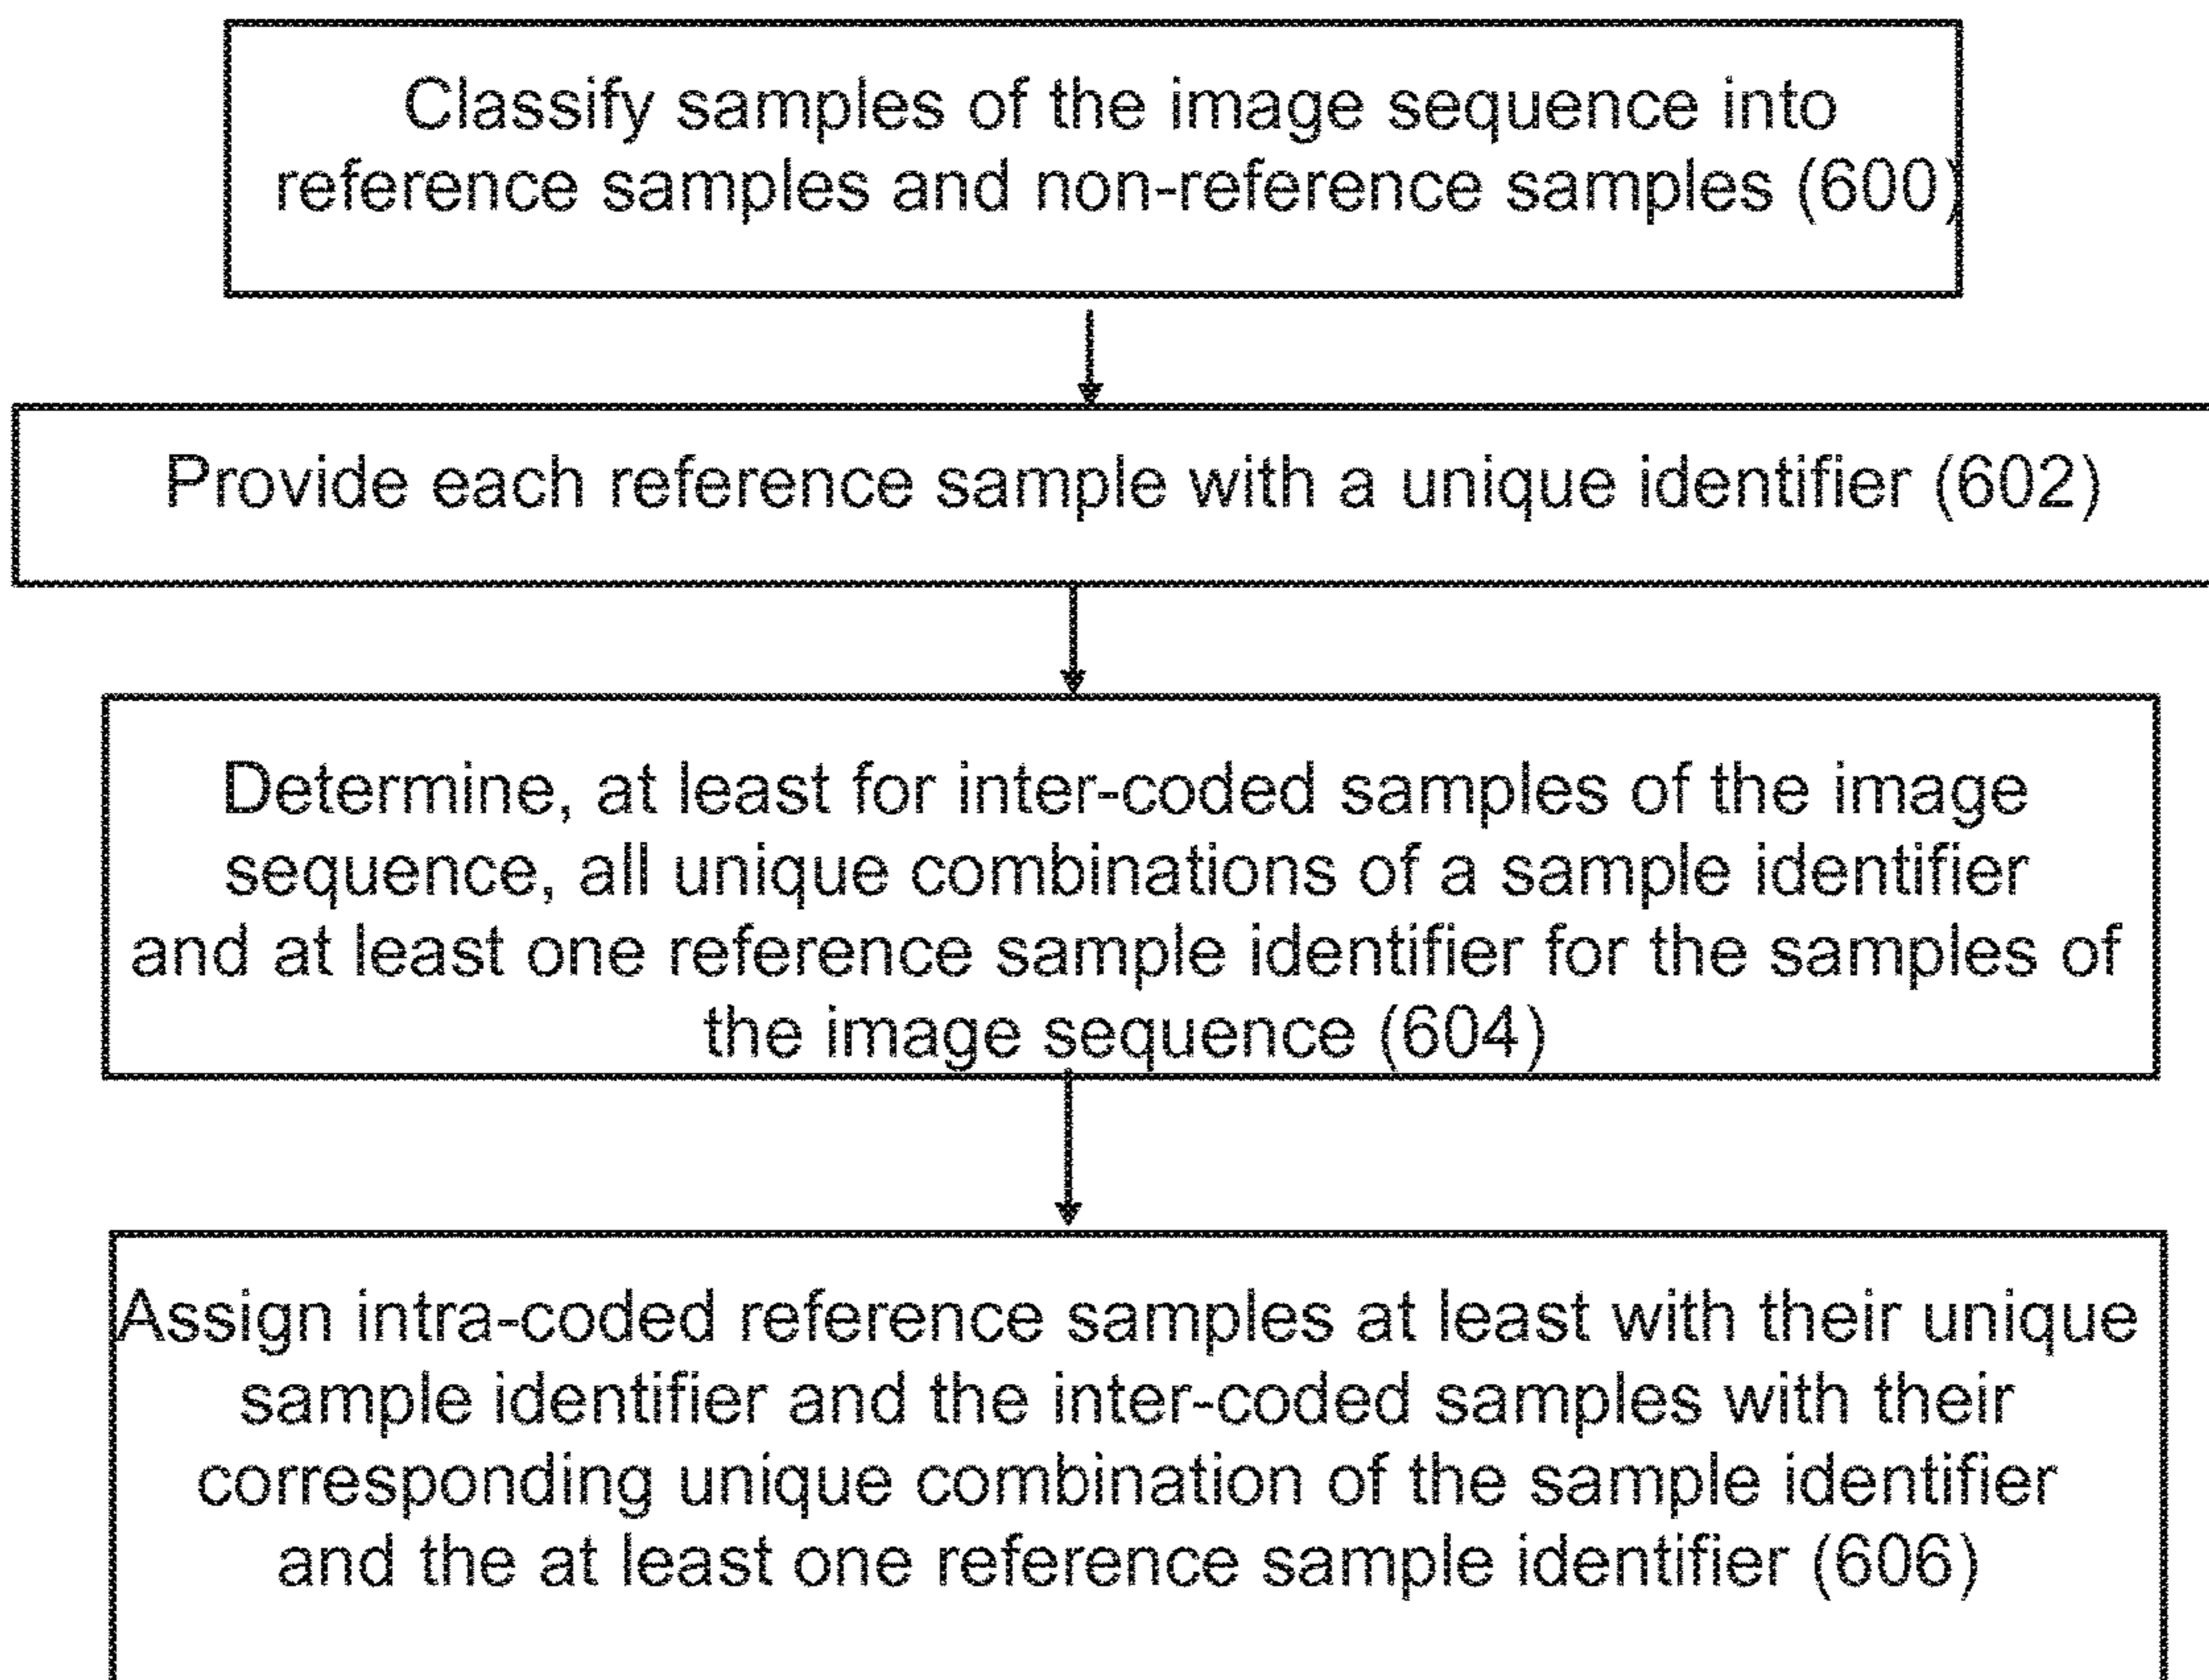 Classify samples of the image sequence into
reference samples and non-reference samples (600)
Provide each reference sample with a unique identifier (602)
Determine, at least for inter-coded samples of the image
sequence, all unique combinations of a sample identifier
and at least one reference sample identifier for the samples of
the image sequence (604)
Assign intra-coded reference samples at least with their unique
sample identifier and the inter-coded samples with their
corresponding unique combination of the sample identifier
and the at least one reference sample identifier (606)